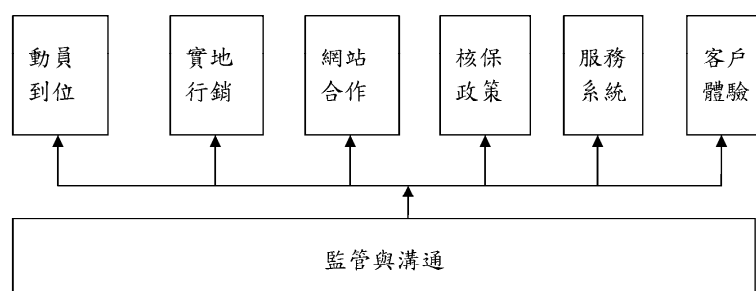 動員
到位
實地
行銷
網站
合作
核保
政策
服務
系統
客戶
體驗
監管與溝通